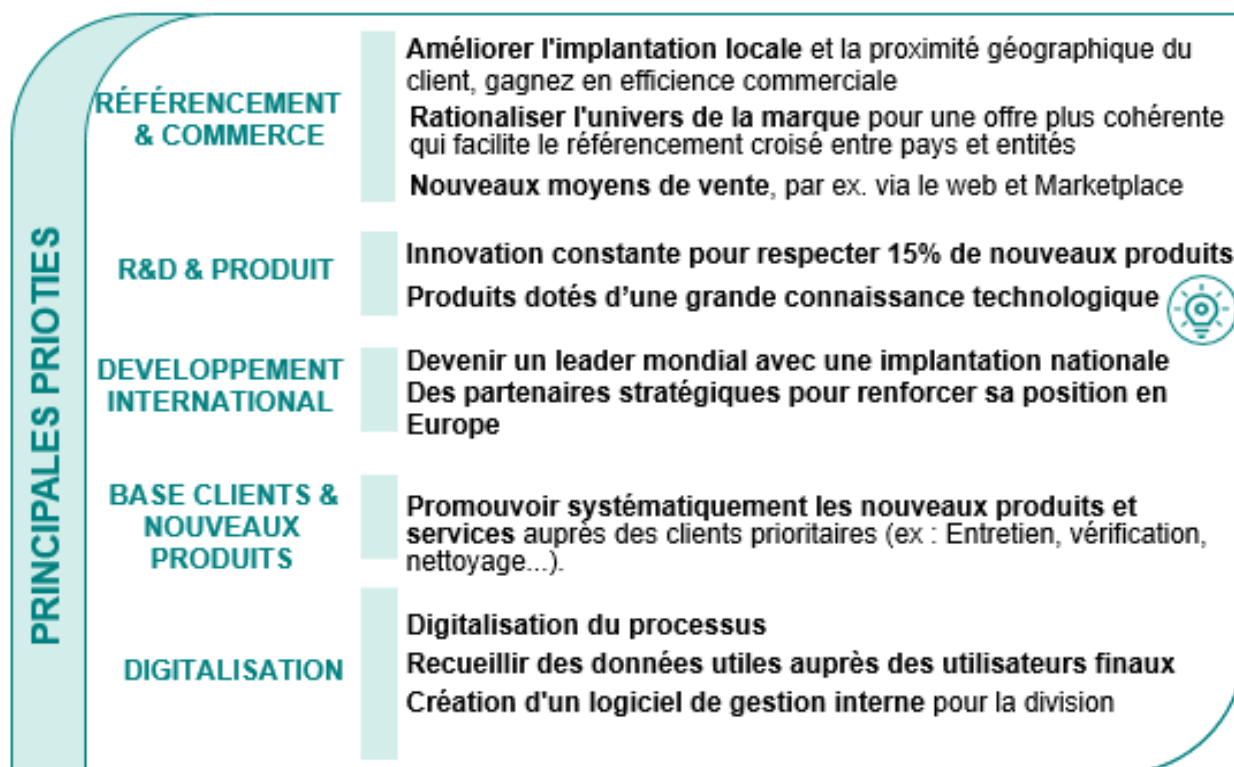 PRINCIPALES PRIOTIES
RÉFÉRENCEMENT
& COMMERCE
Améliorer l'implantation locale et la proximité géographique du
client, gagnez en efficience commerciale
Rationaliser l'univers de la marque pour une offre plus cohérente
qui facilite le référencement croisé entre pays et entités
Nouveaux moyens de vente, par ex. via le web et Marketplace
R&D & PRODUIT
Innovation constante pour respecter 15% de nouveaux produits
Produits dotés d’une grande connaissance technologique
DEVELOPPEMENT
INTERNATIONAL
Devenir un leader mondial avec une implantation nationale
Des partenaires stratégiques pour renforcer sa position en
Europe
BASE CLIENTS &
NOUVEAUX
PRODUITS
Promouvoir systématiquement les nouveaux produits et
services auprès des clients prioritaires (ex : Entretien, vérification,
nettoyage...).
DIGITALISATION
Digitalisation du processus
Recueillir des données utiles auprès des utilisateurs finaux
Création d'un logiciel de gestion interne pour la division